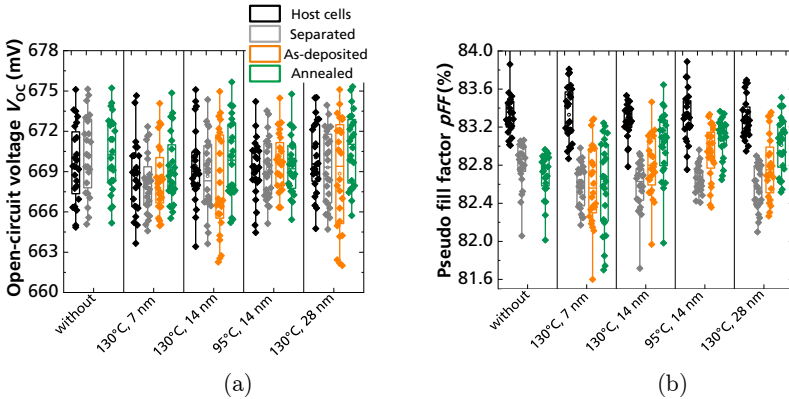 Host cells
Separated
As-deposited
Annealed
Open-circuit voltage VOC (mV)
678
675
672
669
666
663
660
without
130°C, 7 nm
130°C, 14 nm
95°C, 14 nm
130°C, 28 nm
(a)
Pseudo fill factor pFF (%)
84.0
83.6
83.2
82.8
82.4
82.0
81.6
without
130°C, 7 nm
130°C, 14 nm
95°C, 14 nm
130°C, 28 nm
(b)